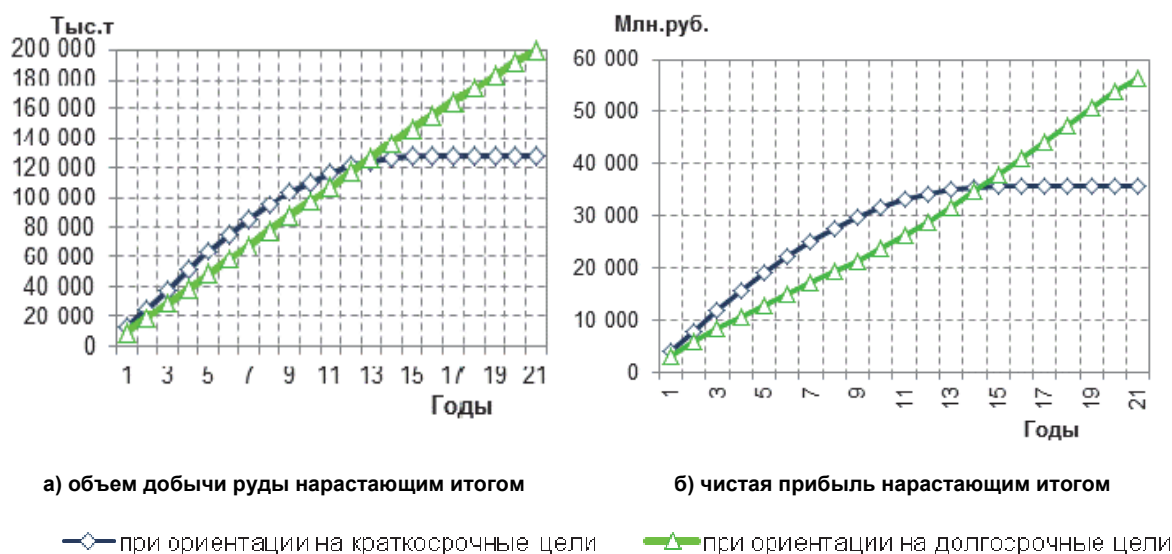 Тыс.т
200 000
180 000
160 000
140 000
120 000
100 000
80 000
60 000
40 000
20 000
0
1 3 5 7 9 11 13 15 17 19 21
Годы
Млн.руб.
60 000
50 000
40 000
30 000
20 000
10 000
0
1 3 5 7 9 11 13 15 17 19 21
Годы
а) объем добычи руды нарастающим итогом
б) чистая прибыль нарастающим итогом
при ориентации на краткосрочные цели
при ориентации на долгосрочные цели